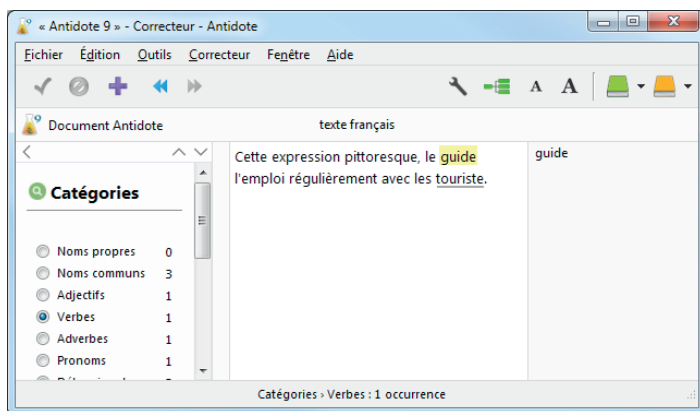 « Antidote 9 » - Correcteur - Antidote
Fichier Édition Outils Correcteur Fenêtre Aide
A A
Document Antidote texte français
Catégories
Noms propres 0
Noms communs 3
Adjectifs 1
Verbes 1
Adverbes 1
Pronoms 1
Cette expression pittoresque, le guide
l'emploi régulièrement avec les touriste.
guide
Catégories › Verbes : 1 occurrence